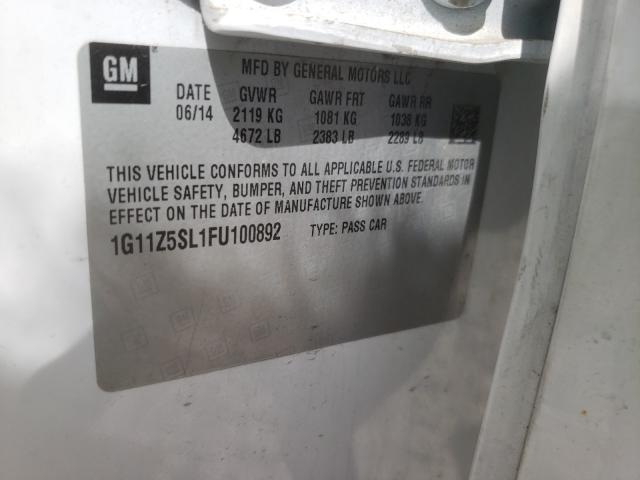 GM
MFD BY GENERAL MOTORS LLC
DATE GVWR GAWR FRT GAWR RR
06/14 2119 KG 1081 KG 1038 KG
4672 LB 2383 LB 2289 LB
THIS VEHICLE CONFORMS TO ALL APPLICABLE U.S. FEDERAL MOTOR
VEHICLE SAFETY, BUMPER, AND THEFT PREVENTION STANDARDS IN
EFFECT ON THE DATE OF MANUFACTURE SHOWN ABOVE.
1G11Z5SL1FU100892 TYPE: PASS CAR